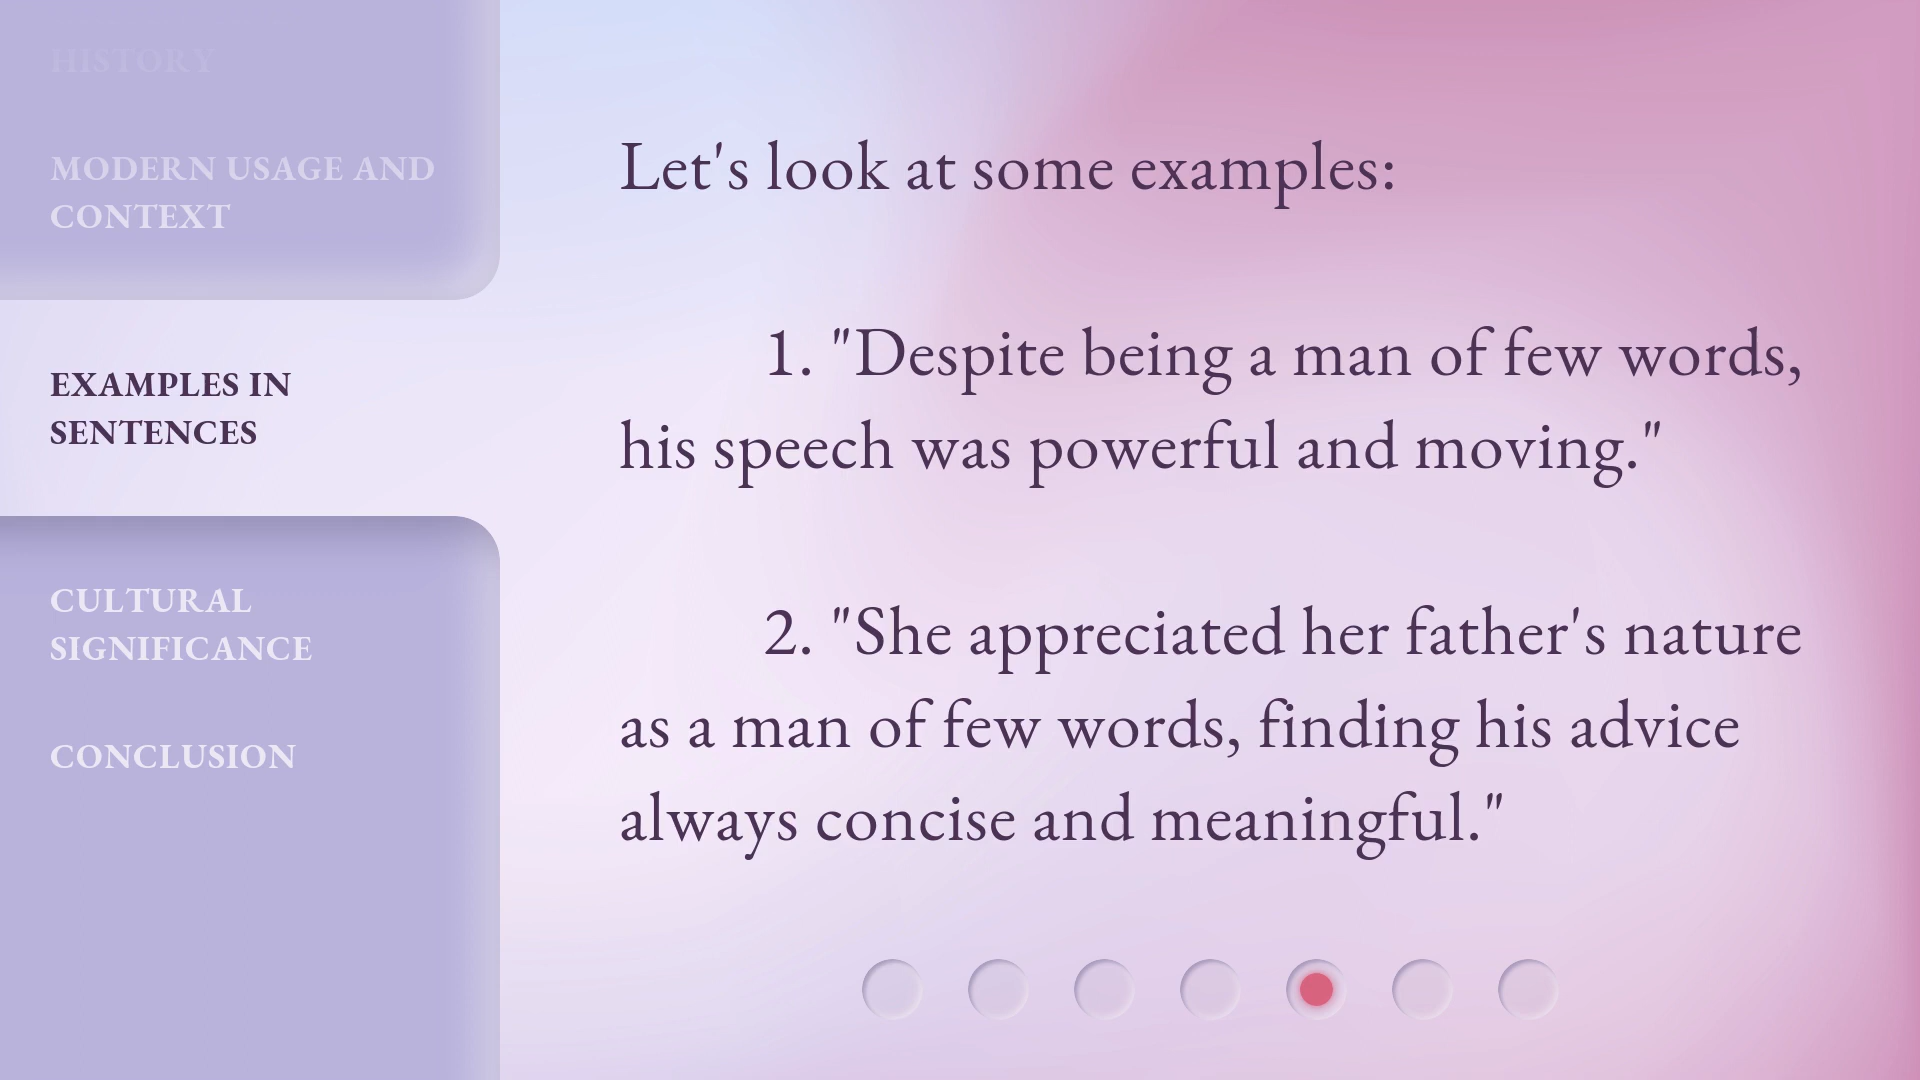 HISTORY
MODERN USAGE AND
CONTEXT
EXAMPLES IN
SENTENCES
CULTURAL
SIGNIFICANCE
CONCLUSION
Let's look at some examples:
1. "Despite being a man of few words,
his speech was powerful and moving."
2. "She appreciated her father's nature
as a man of few words, finding his advice
always concise and meaningful."